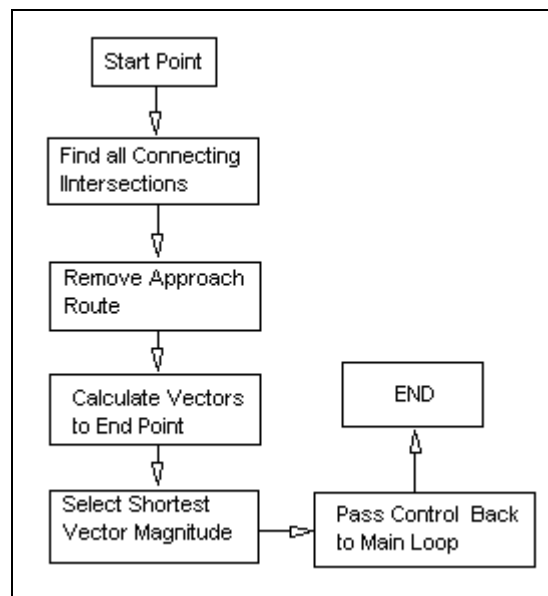 Start Point
Find all Connecting
IIntersections
Remove Approach
Route
Calculate Vectors
to End Point
Select Shortest
Vector Magnitude
Pass Control Back
to Main Loop
END